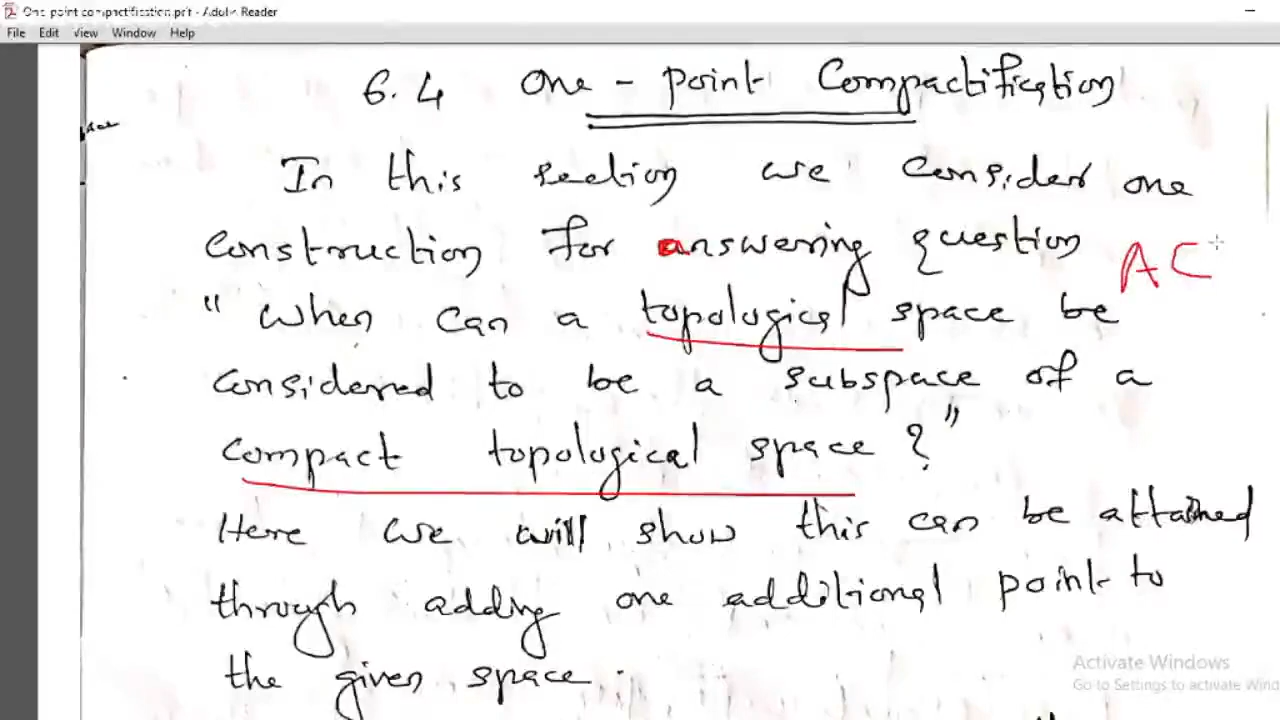 One point compactification.pdf - Adobe Reader
File Edit View Window Help
6.4 One-point Compactification
In this section we consider one
construction for answering question
A C
"When can a topological space be
considered to be a subspace of a
compact topological space?"
Here we will show this can be attained
through adding one additional point to
the given space.
Activate Windows
Go to Settings to activate Wind